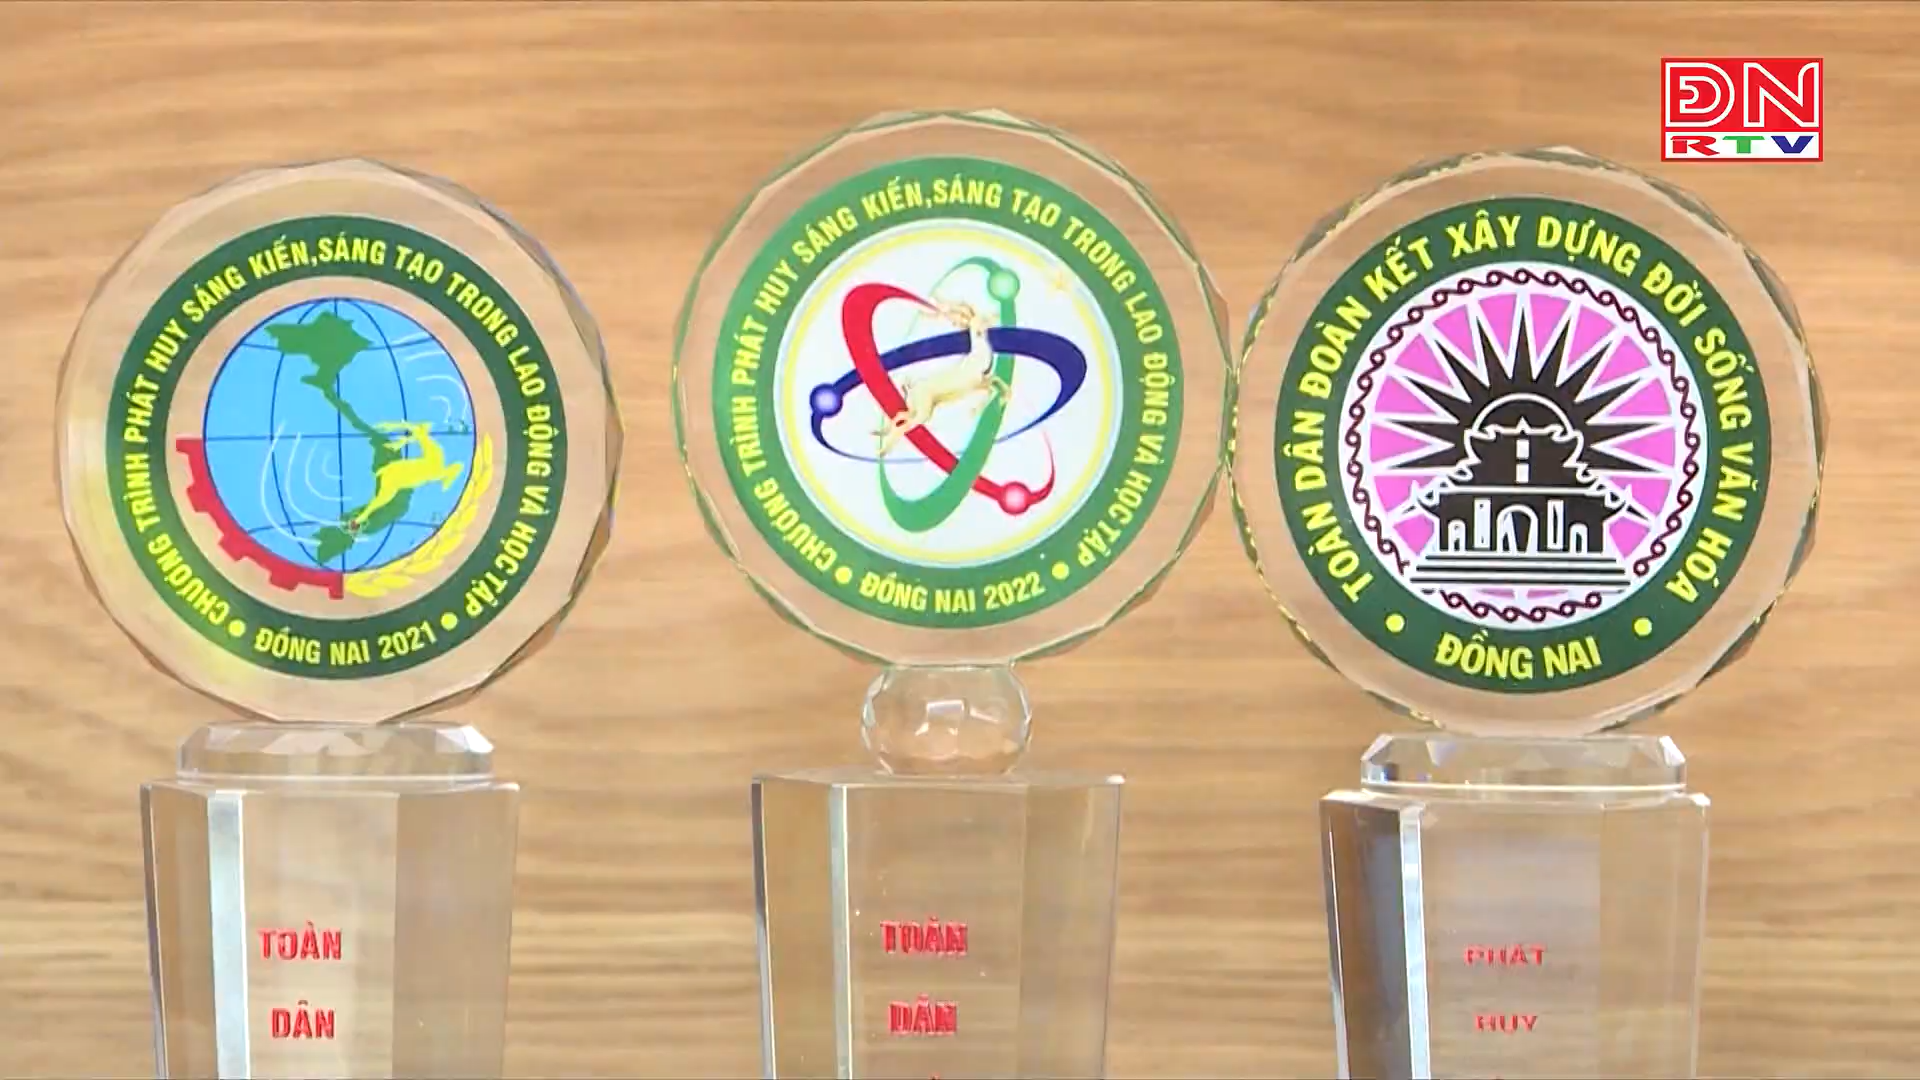 ĐN
RTV
CHƯƠNG TRÌNH PHÁT HUY SÁNG KIẾN,SÁNG TẠO TRONG LAO ĐỘNG VÀ HỌC TẬP
ĐỒNG NAI 2021
TOÀN
DÂN
CHƯƠNG TRÌNH PHÁT HUY SÁNG KIẾN,SÁNG TẠO TRONG LAO ĐỘNG VÀ HỌC TẬP
ĐỒNG NAI 2022
TOÀN
DÂN
TOÀN DÂN ĐOÀN KẾT XÂY DỰNG ĐỜI SỐNG VĂN HÓA
ĐỒNG NAI
PHÁT
HUY